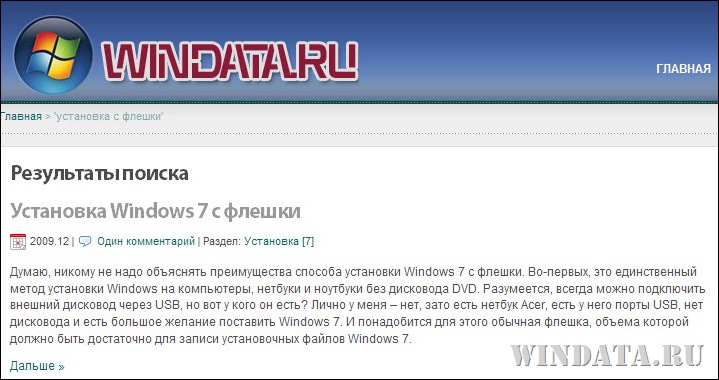 WINDATA.RU
ГЛАВНАЯ
Главная > 'установка с флешки'
Результаты поиска
Установка Windows 7 с флешки
2009.12 | Один комментарий | Раздел: Установка [7]
Думаю, никому не надо объяснять преимущества способа установки Windows 7 с флешки. Во-первых, это единственный
метод установки Windows на компьютеры, нетбуки и ноутбуки без дисковода DVD. Разумеется, всегда можно подключить
внешний дисковод через USB, но вот у кого он есть? Лично у меня – нет, зато есть нетбук Acer, есть у него порты USB, нет
дисковода и есть большое желание поставить Windows 7. И понадобится для этого обычная флешка, объема которой
должно быть достаточно для записи установочных файлов Windows 7.
Дальше »
WINDATA.RU